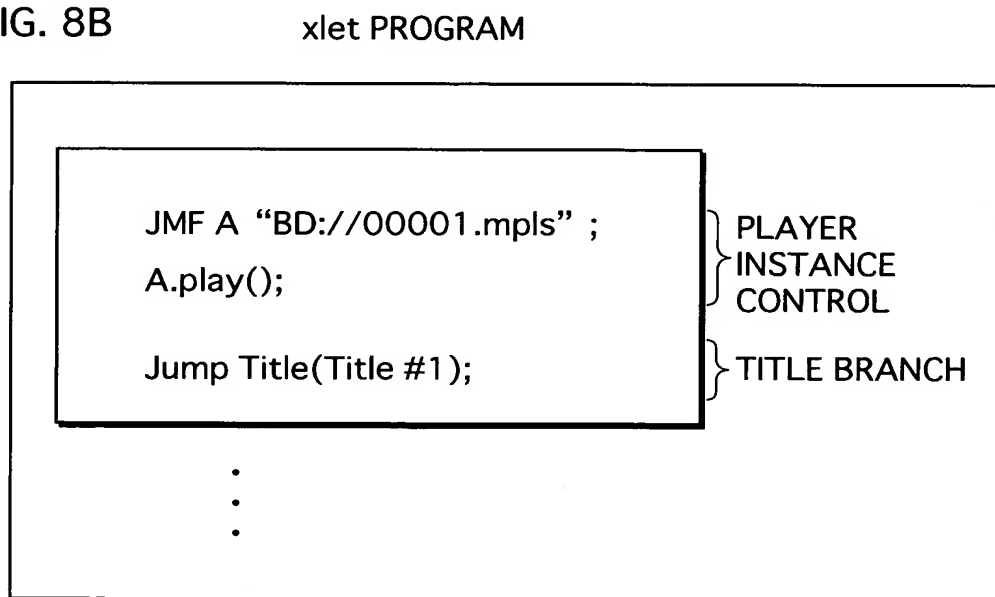 IG. 8B
xlet PROGRAM
JMF A “BD://00001.mpls” ;
A.play();
PLAYER
INSTANCE
CONTROL
Jump Title(Title #1);
TITLE BRANCH